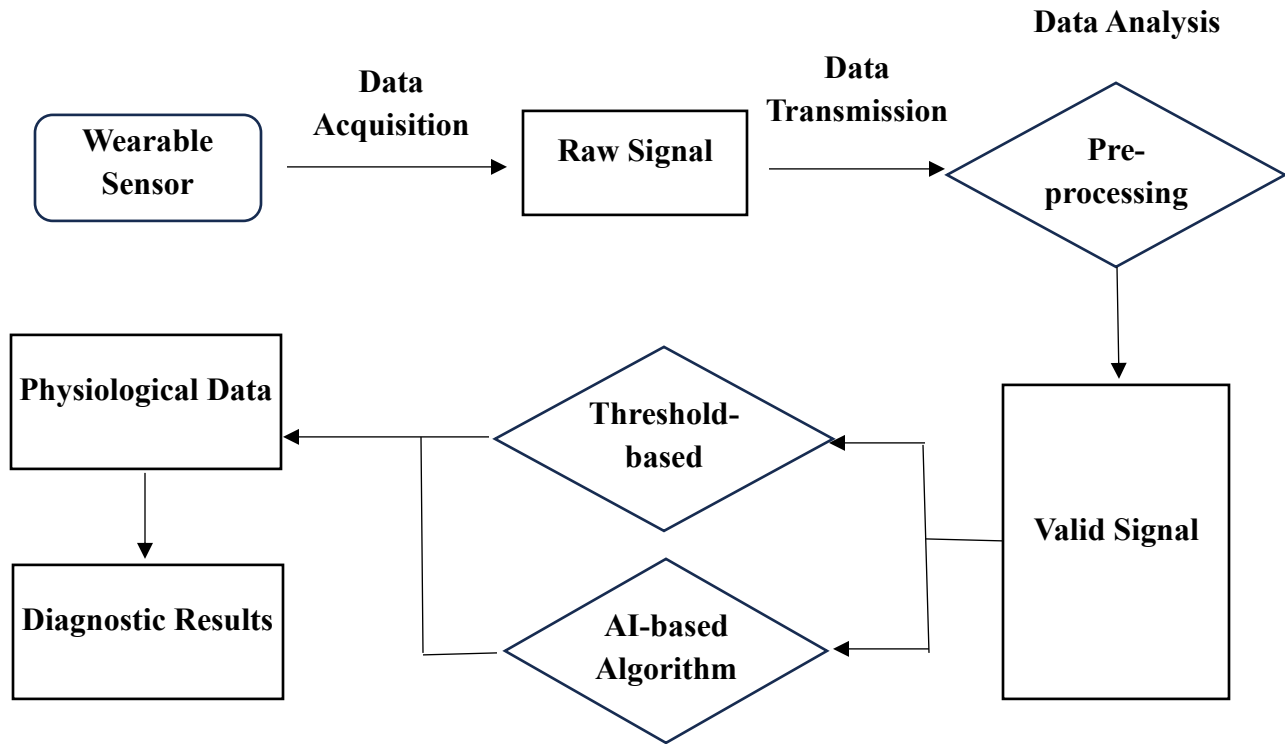 Data Analysis
Data
Acquisition
Data
Transmission
Wearable
Sensor
Raw Signal
Pre-
processing
Physiological Data
Threshold-
based
Valid Signal
Diagnostic Results
AI-based
Algorithm